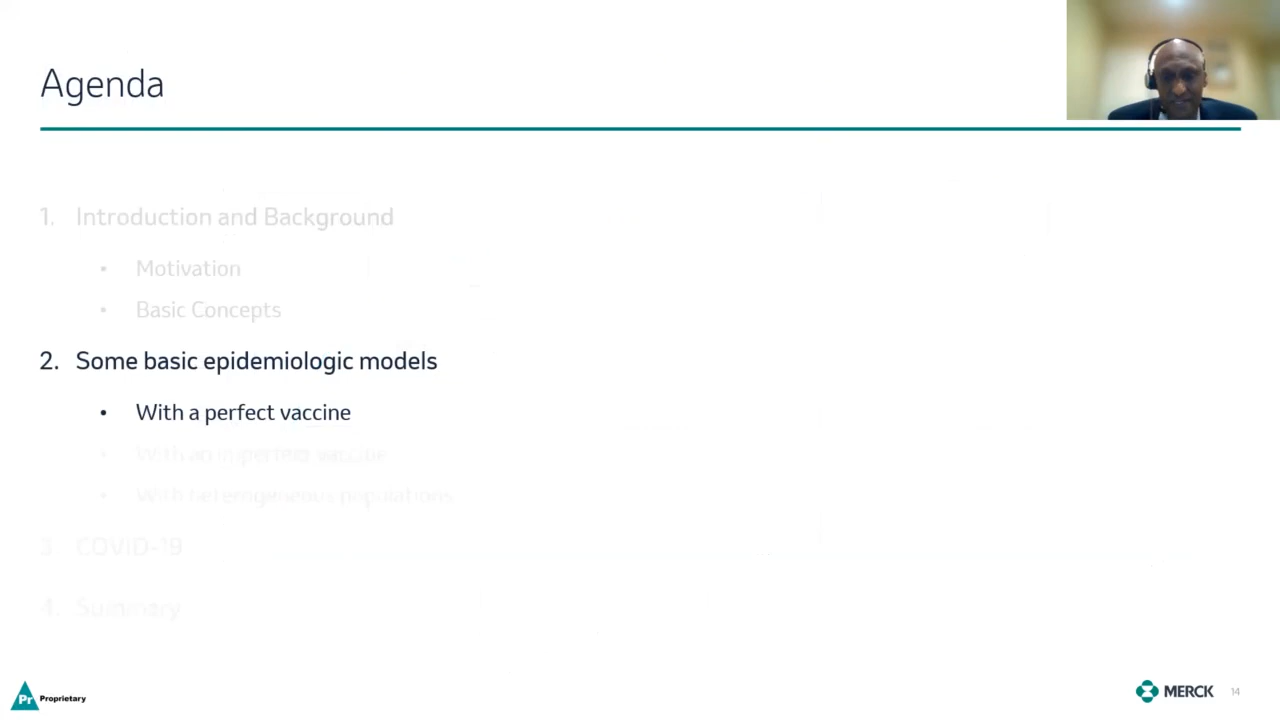 Agenda
1. Introduction and Background
• Motivation
• Basic Concepts
2. Some basic epidemiologic models
• With a perfect vaccine
• With an imperfect vaccine
• With heterogeneous populations
3 COVID-19
4. Summary
Pr Proprietary
MERCK 14